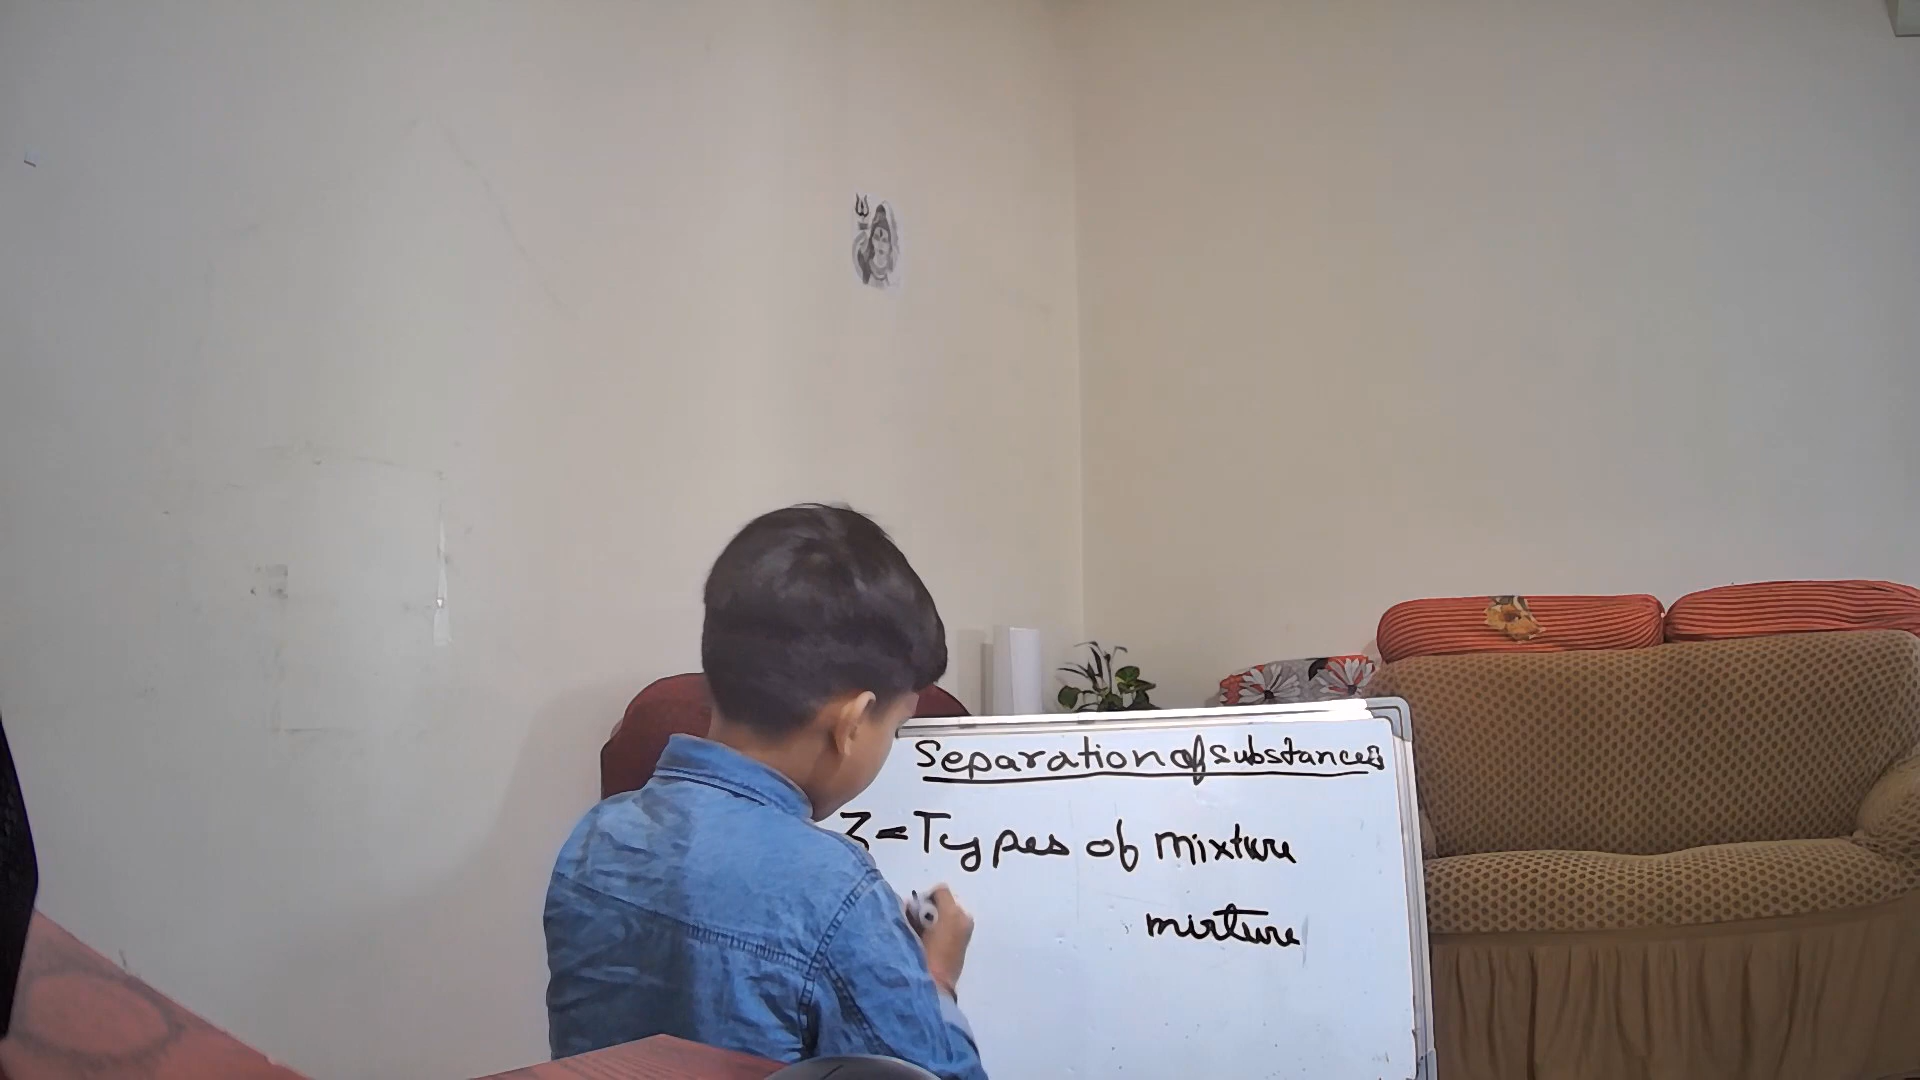 Separation of substances
3=Types of mixture
mixture